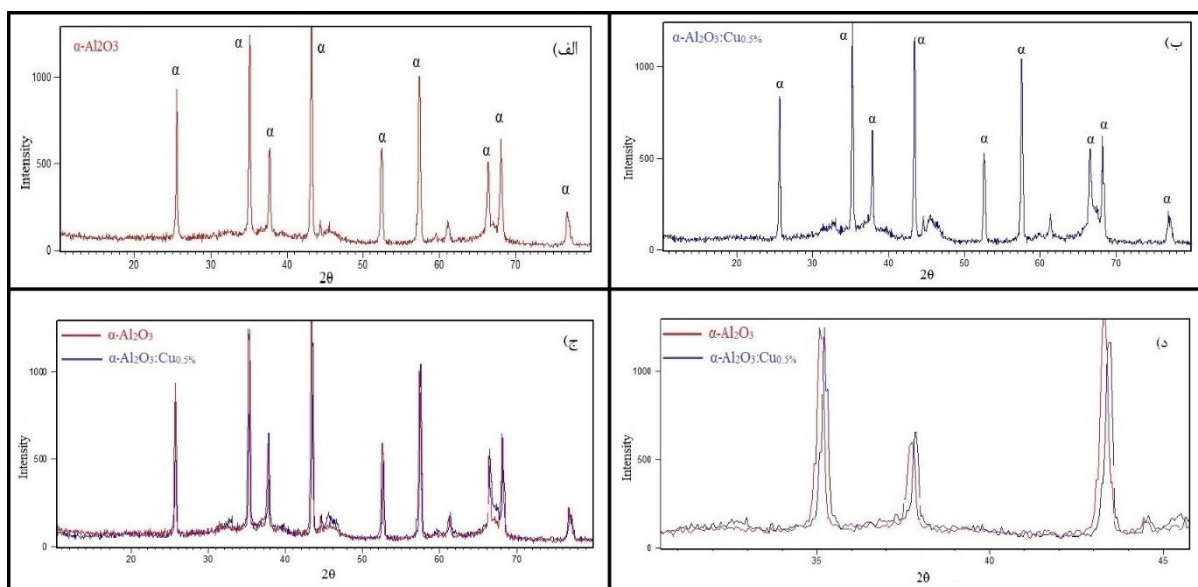 α-Al2O3
الف)
α
α
α
α
α
α
α
α
α
Intensity
1000
500
0
20
30
40
50
60
70
2θ
α-Al₂O₃:Cu₀.₅%
ب)
α
α
α
α
α
α
α
α
α
Intensity
1000
500
0
20
30
40
50
60
70
2θ
α-Al₂O₃
α-Al₂O₃:Cu₀.₅%
ج)
Intensity
1000
500
0
20
30
40
50
60
70
2θ
α-Al₂O₃
α-Al₂O₃:Cu₀.₅%
د)
Intensity
1000
500
0
35
40
45
2θ